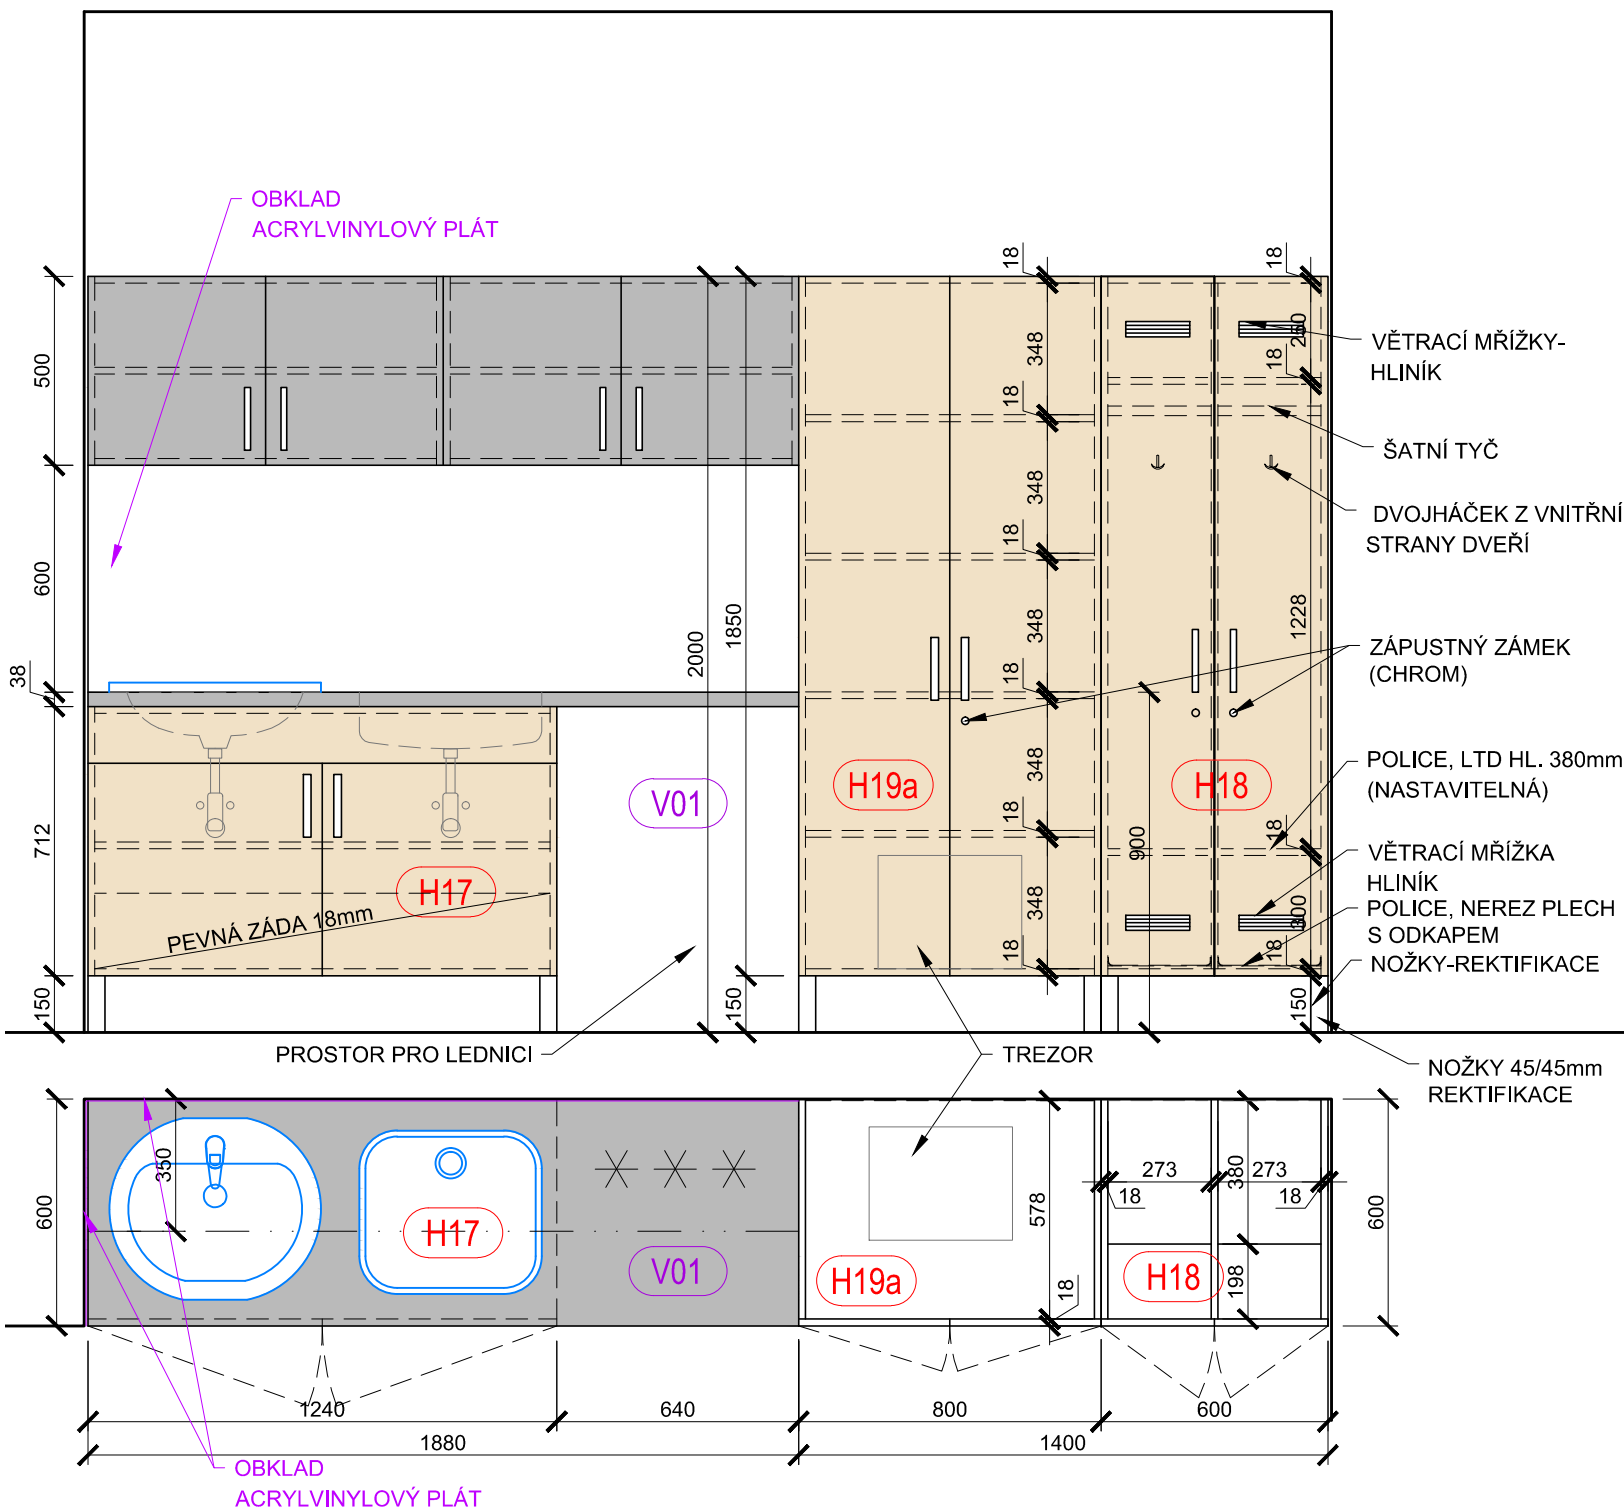 OBKLAD
ACRYLVINYLOVÝ PLÁT
18
18
500
348
260
VĚTRACÍ MŘÍŽKY-
HLINÍK
18
18
ŠATNÍ TYČ
348
18
DVOJHÁČEK Z VNITŘNÍ
STRANY DVEŘÍ
600
2000
1850
348
1228
ZÁPUSTNÝ ZÁMEK
(CHROM)
38
18
H19a
H18
V01
348
POLICE, LTD HL. 380mm
(NASTAVITELNÁ)
712
18
900
18
VĚTRACÍ MŘÍŽKA
HLINÍK
H17
PEVNÁ ZÁDA 18mm
348
300
POLICE, NEREZ PLECH
S ODKAPEM
18
18
NOŽKY-REKTIFIKACE
150
150
150
PROSTOR PRO LEDNICI
TREZOR
NOŽKY 45/45mm
REKTIFIKACE
350
273
380
273
18
18
600
578
600
H17
V01
H19a
H18
18
198
1240
640
800
600
1880
1400
OBKLAD
ACRYLVINYLOVÝ PLÁT